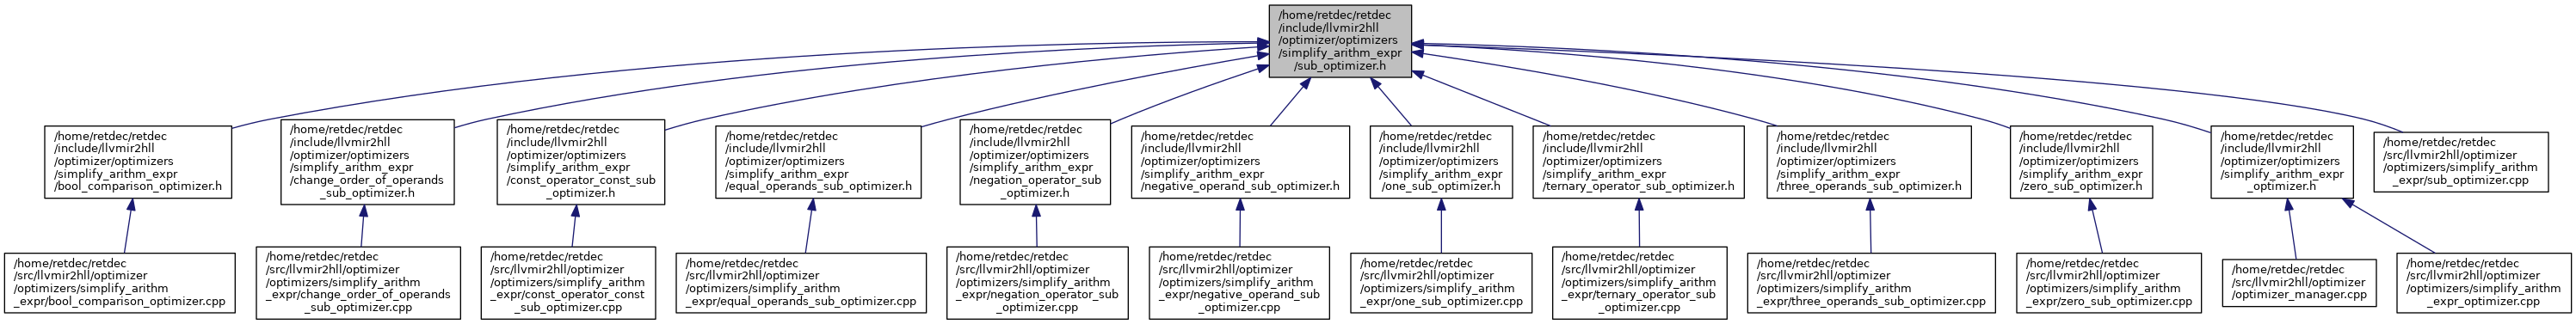 /home/retdec/retdec
/include/llvmir2hll
/optimizer/optimizers
/simplify_arithm_expr
/sub_optimizer.h
/home/retdec/retdec
/include/llvmir2hll
/optimizer/optimizers
/simplify_arithm_expr
/bool_comparison_optimizer.h
/home/retdec/retdec
/include/llvmir2hll
/optimizer/optimizers
/simplify_arithm_expr
/change_order_of_operands
_sub_optimizer.h
/home/retdec/retdec
/include/llvmir2hll
/optimizer/optimizers
/simplify_arithm_expr
/const_operator_const_sub
_optimizer.h
/home/retdec/retdec
/include/llvmir2hll
/optimizer/optimizers
/simplify_arithm_expr
/equal_operands_sub_optimizer.h
/home/retdec/retdec
/include/llvmir2hll
/optimizer/optimizers
/simplify_arithm_expr
/negation_operator_sub
_optimizer.h
/home/retdec/retdec
/include/llvmir2hll
/optimizer/optimizers
/simplify_arithm_expr
/negative_operand_sub_optimizer.h
/home/retdec/retdec
/include/llvmir2hll
/optimizer/optimizers
/simplify_arithm_expr
/one_sub_optimizer.h
/home/retdec/retdec
/include/llvmir2hll
/optimizer/optimizers
/simplify_arithm_expr
/ternary_operator_sub_optimizer.h
/home/retdec/retdec
/include/llvmir2hll
/optimizer/optimizers
/simplify_arithm_expr
/three_operands_sub_optimizer.h
/home/retdec/retdec
/include/llvmir2hll
/optimizer/optimizers
/simplify_arithm_expr
/zero_sub_optimizer.h
/home/retdec/retdec
/include/llvmir2hll
/optimizer/optimizers
/simplify_arithm_expr
_optimizer.h
/home/retdec/retdec
/src/llvmir2hll/optimizer
/optimizers/simplify_arithm
_expr/sub_optimizer.cpp
/home/retdec/retdec
/src/llvmir2hll/optimizer
/optimizers/simplify_arithm
_expr/bool_comparison_optimizer.cpp
/home/retdec/retdec
/src/llvmir2hll/optimizer
/optimizers/simplify_arithm
_expr/change_order_of_operands
_sub_optimizer.cpp
/home/retdec/retdec
/src/llvmir2hll/optimizer
/optimizers/simplify_arithm
_expr/const_operator_const
_sub_optimizer.cpp
/home/retdec/retdec
/src/llvmir2hll/optimizer
/optimizers/simplify_arithm
_expr/equal_operands_sub_optimizer.cpp
/home/retdec/retdec
/src/llvmir2hll/optimizer
/optimizers/simplify_arithm
_expr/negation_operator_sub
_optimizer.cpp
/home/retdec/retdec
/src/llvmir2hll/optimizer
/optimizers/simplify_arithm
_expr/negative_operand_sub
_optimizer.cpp
/home/retdec/retdec
/src/llvmir2hll/optimizer
/optimizers/simplify_arithm
_expr/one_sub_optimizer.cpp
/home/retdec/retdec
/src/llvmir2hll/optimizer
/optimizers/simplify_arithm
_expr/ternary_operator_sub
_optimizer.cpp
/home/retdec/retdec
/src/llvmir2hll/optimizer
/optimizers/simplify_arithm
_expr/three_operands_sub_optimizer.cpp
/home/retdec/retdec
/src/llvmir2hll/optimizer
/optimizers/simplify_arithm
_expr/zero_sub_optimizer.cpp
/home/retdec/retdec
/src/llvmir2hll/optimizer
/optimizer_manager.cpp
/home/retdec/retdec
/src/llvmir2hll/optimizer
/optimizers/simplify_arithm
_expr_optimizer.cpp